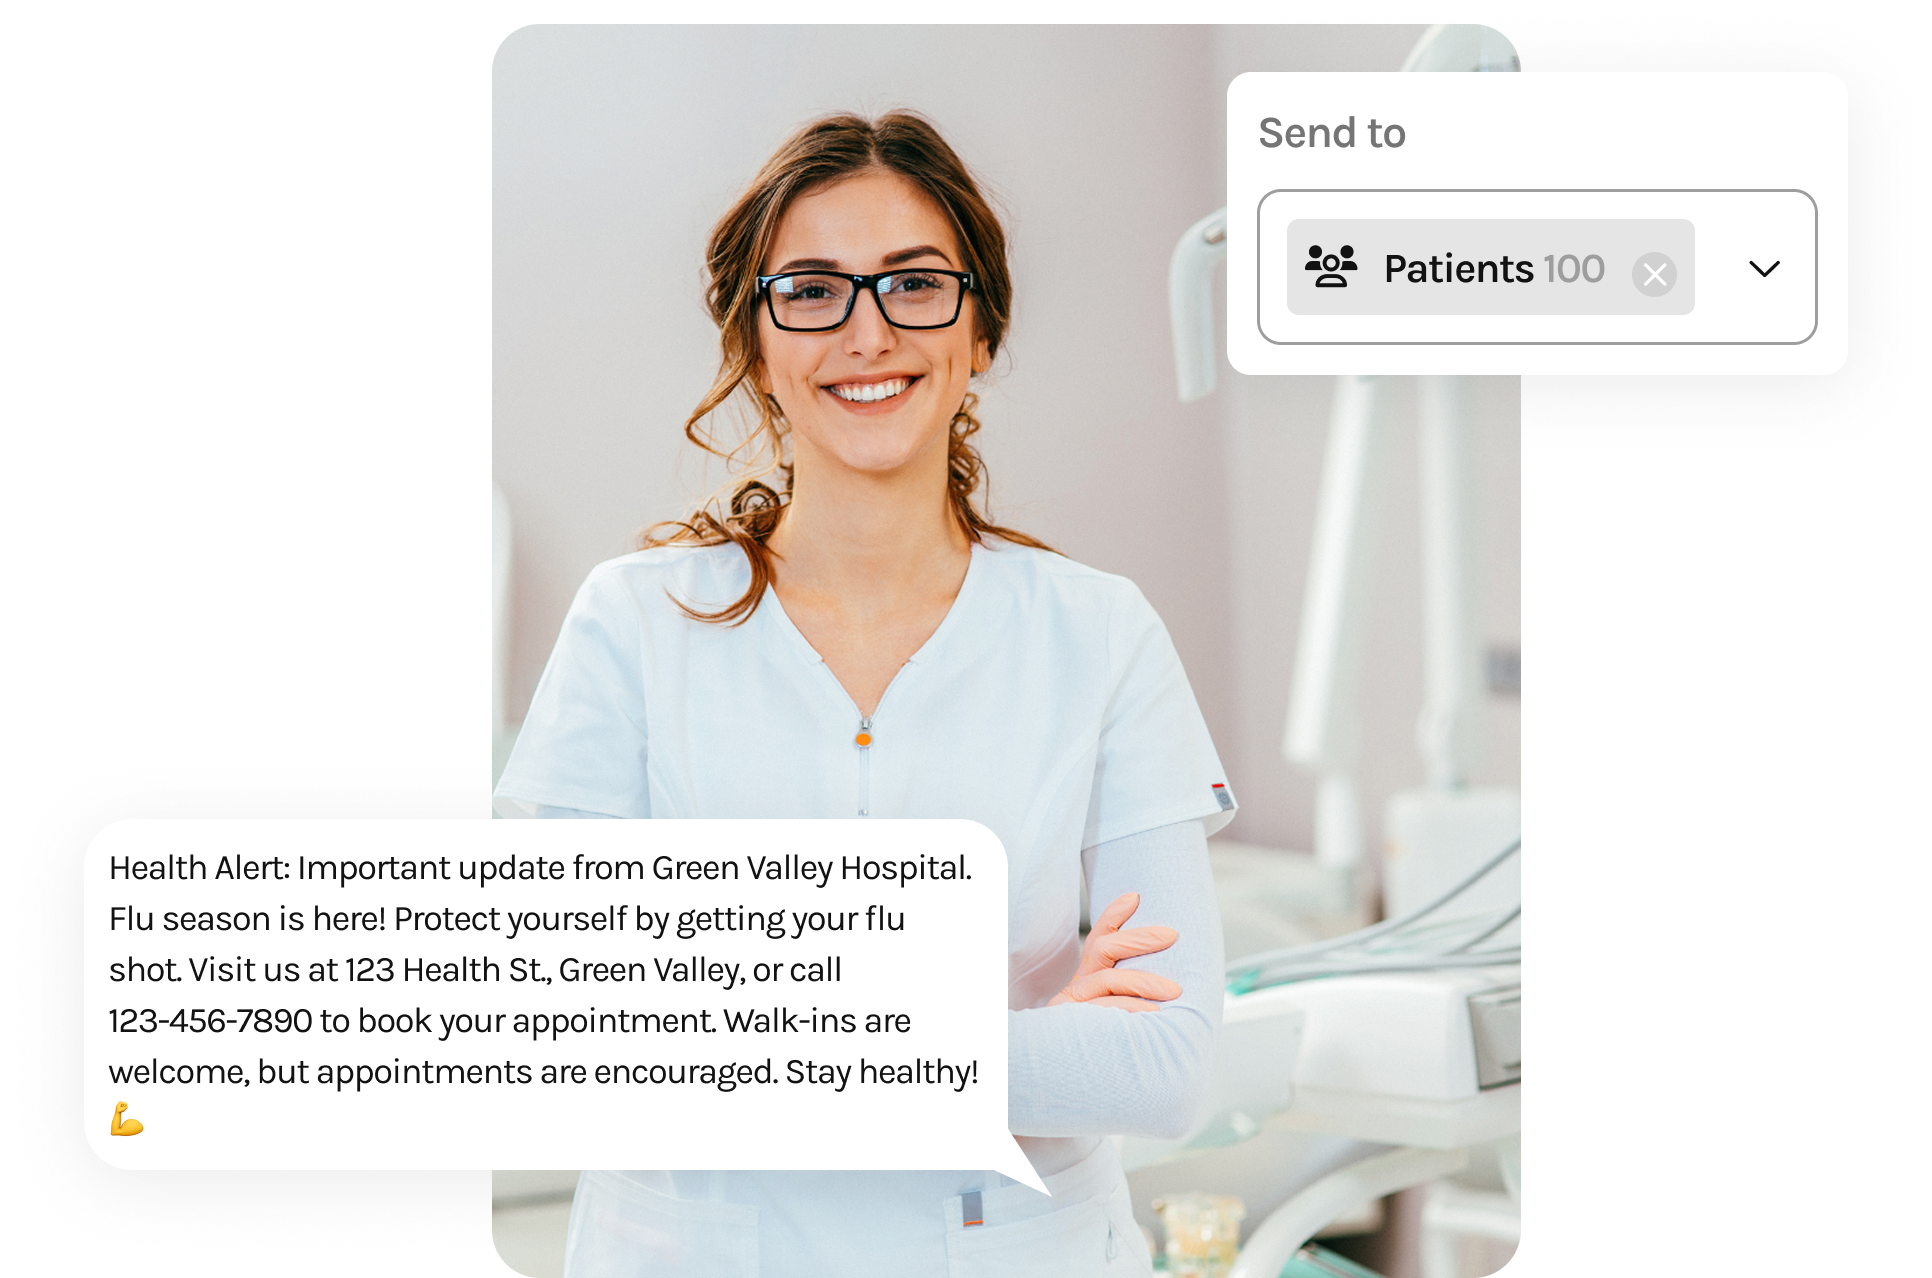 Send to
Patients 100
Health Alert: Important update from Green Valley Hospital.
Flu season is here! Protect yourself by getting your flu
shot. Visit us at 123 Health St., Green Valley, or call
123-456-7890 to book your appointment. Walk-ins are
welcome, but appointments are encouraged. Stay healthy!
💪